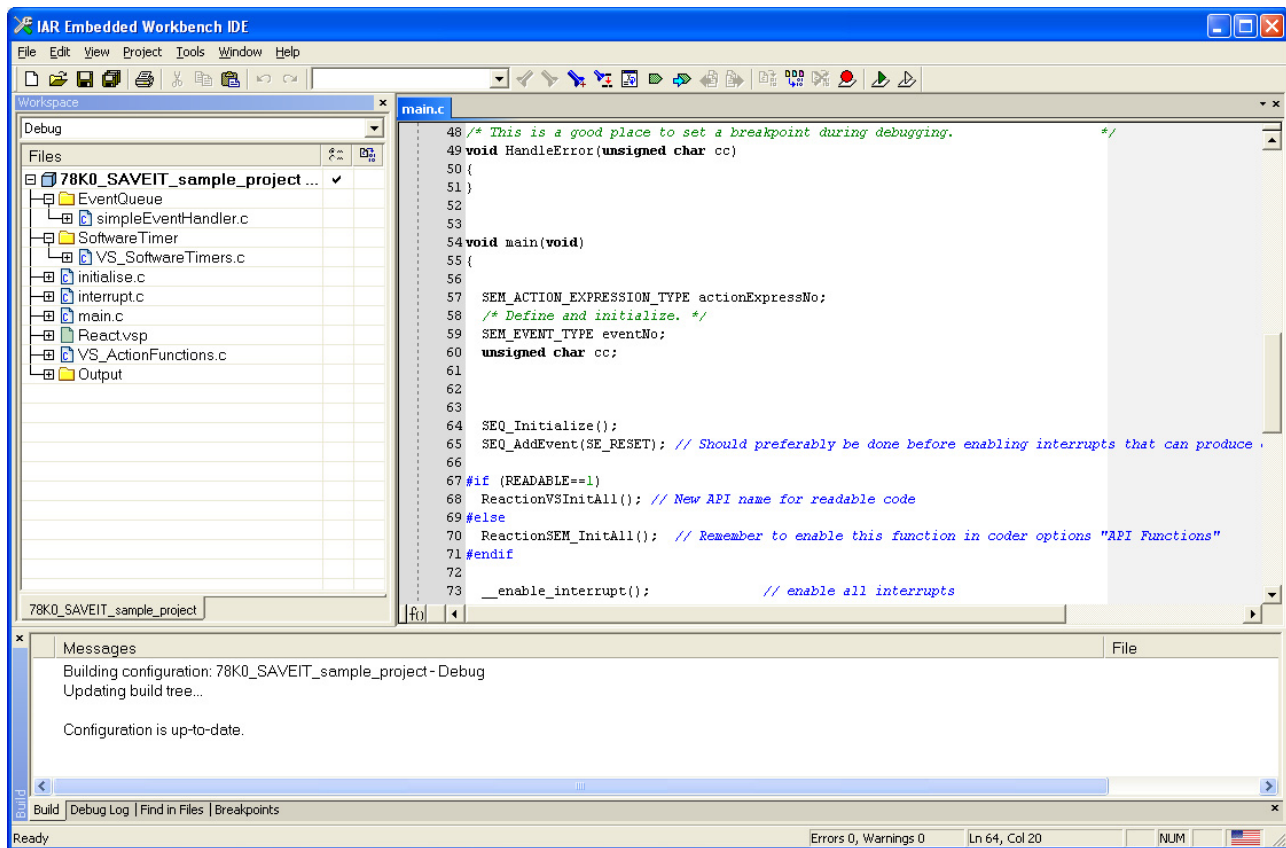 IAR Embedded Workbench IDE
File Edit View Project Tools Window Help
Workspace
Debug
Files
78K0_SAVEIT_sample_project ...
EventQueue
simpleEventHandler.c
SoftwareTimer
VS_SoftwareTimers.c
initialise.c
interrupt.c
main.c
React.vsp
VS_ActionFunctions.c
Output
78K0_SAVEIT_sample_project
main.c
48 /* This is a good place to set a breakpoint during debugging. */
49 void HandleError(unsigned char cc)
50 {
51 }
52
53
54 void main(void)
55 {
56
57 SEM_ACTION_EXPRESSION_TYPE actionExpressNo;
58 /* Define and initialize. */
59 SEM_EVENT_TYPE eventNo;
60 unsigned char cc;
61
62
63
64 SEQ_Initialize();
65 SEQ_AddEvent(SE_RESET); // Should preferably be done before enabling interrupts that can produce
66
67 #if (READABLE==1)
68 ReactionVSInitAll(); // New API name for readable code
69 #else
70 ReactionSEM_InitAll(); // Remember to enable this function in coder options "API Functions"
71 #endif
72
73 __enable_interrupt(); // enable all interrupts
f()
Messages File
Building configuration: 78K0_SAVEIT_sample_project - Debug
Updating build tree...
Configuration is up-to-date.
Build
Build Debug Log Find in Files Breakpoints
Ready Errors 0, Warnings 0 Ln 64, Col 20 NUM